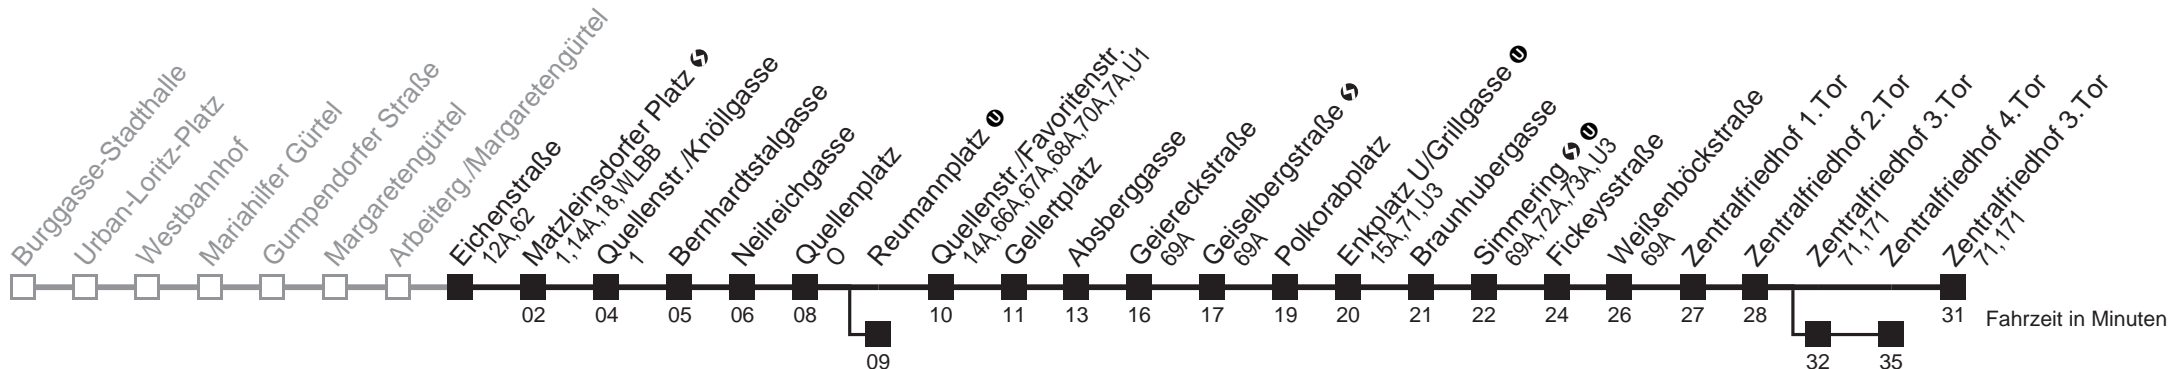 Burggasse-Stadthalle
Urban-Loritz-Platz
Westbahnhof
Mariahilfer Gürtel
Gumpendorfer Straße
Margaretengürtel
Arbeiterg./Margaretengürtel
Eichenstraße
12A,62
Matzleinsdorfer Platz
1,14A,18,WLBB
Quellenstr./Knöllgasse
1
Bernhardtstalgasse
Neilreichgasse
Quellenplatz
O
Reumannplatz U
Quellenstr./Favoritenstr.
14A,66A,67A,68A,70A,7A,U1
Gellertplatz
Absberggasse
Geiereckstraße
69A
Geiselbergstraße
69A
Polkorabplatz
Enkplatz U/Grillgasse U
15A,71,U3
Braunhubergasse
Simmering U
69A,72A,73A,U3
Fickeysstraße
Weißenböckstraße
69A
Zentralfriedhof 1.Tor
Zentralfriedhof 2.Tor
Zentralfriedhof 3.Tor
71,171
Zentralfriedhof 4.Tor
Zentralfriedhof 3.Tor
71,171
02 04 05 06 08 10 11 13 16 17 19 20 21 22 24 26 27 28 31 Fahrzeit in Minuten
09 32 35